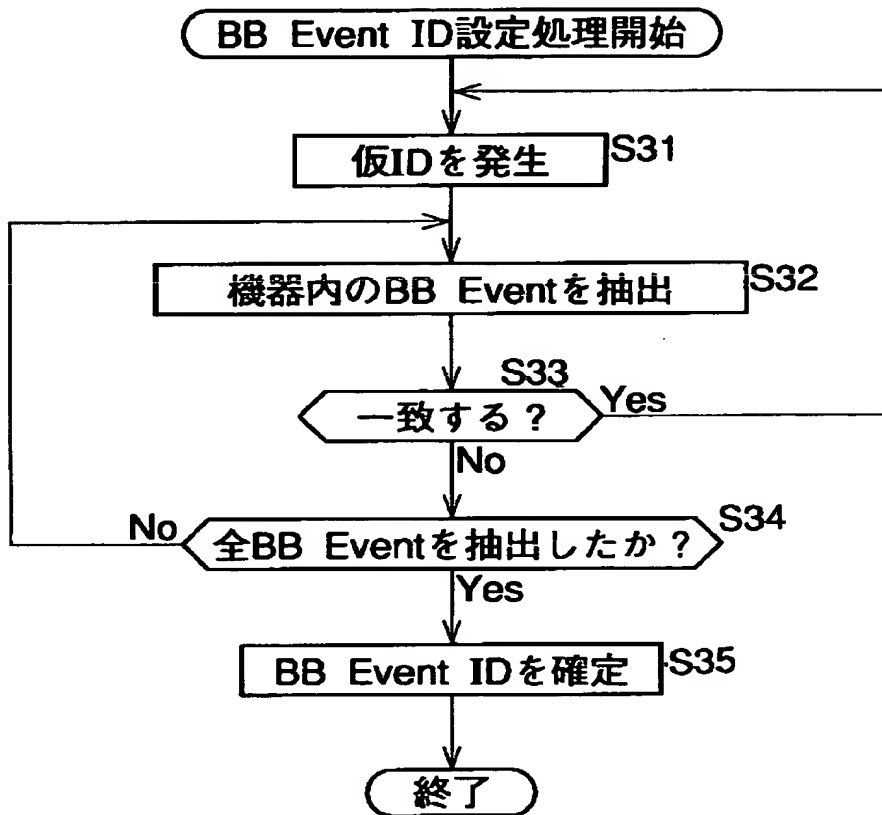 BB Event ID設定処理開始
仮IDを発生
S31
機器内のBB Eventを抽出
S32
S33
一致する?
Yes
No
S34
No
全BB Eventを抽出したか?
Yes
BB Event IDを確定
S35
終了